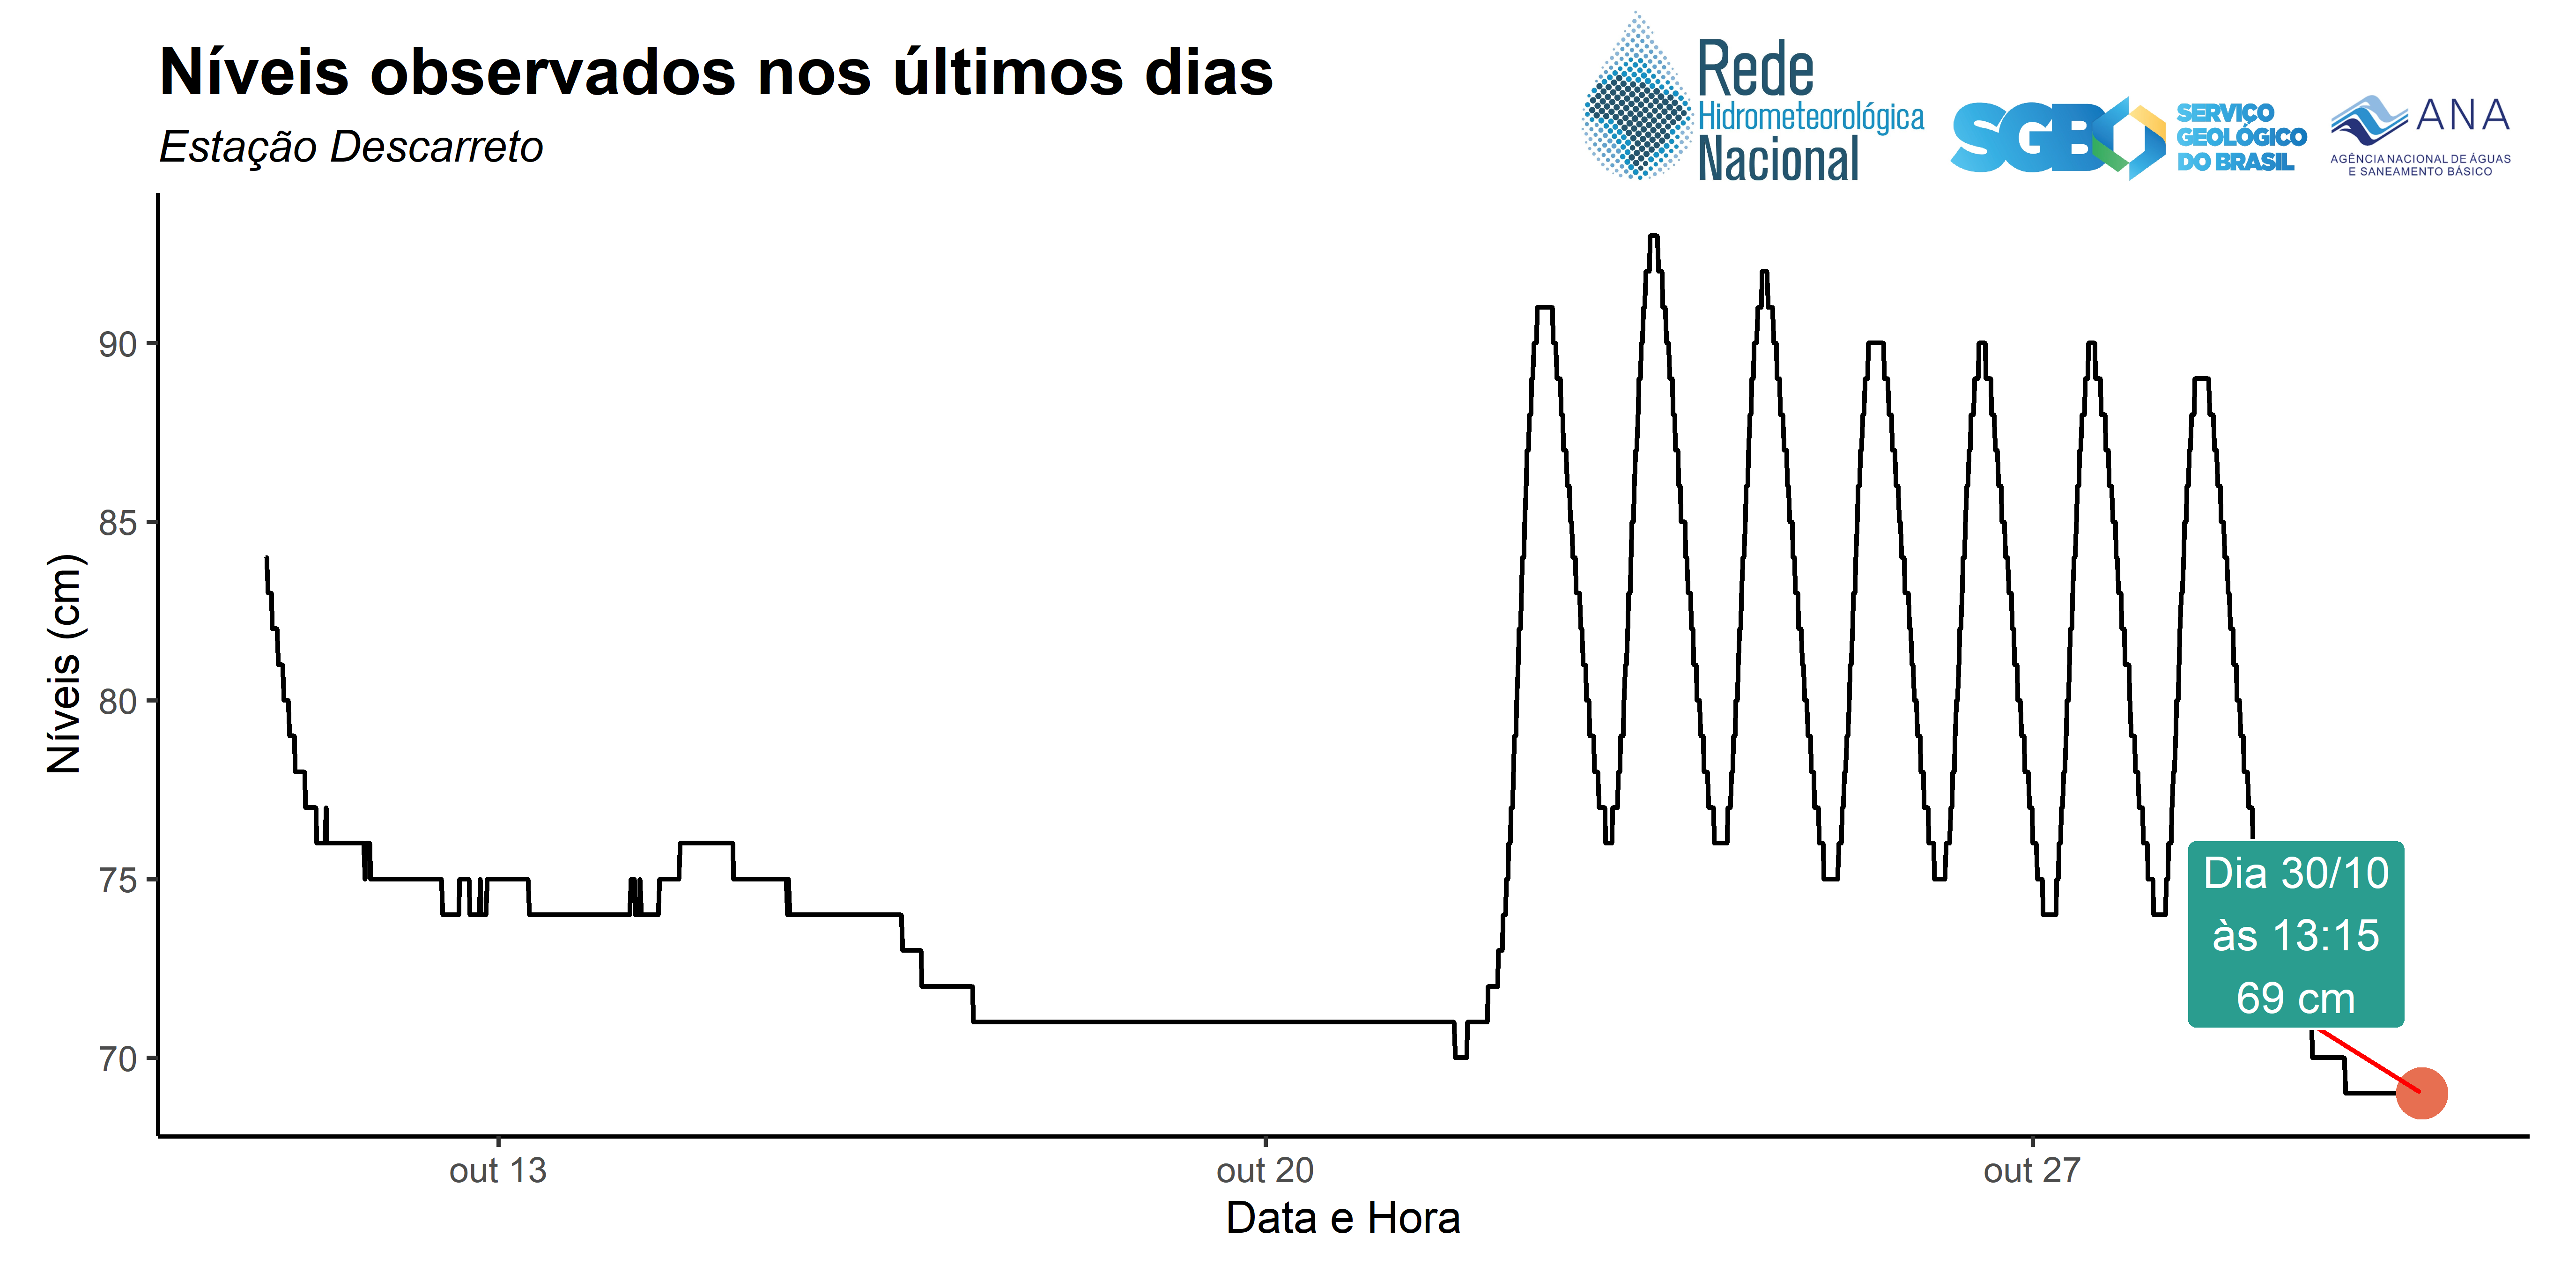 Níveis observados nos últimos dias
Estação Descarreto
Rede
Hidrometeorológica
Nacional
SGB
SERVIÇO
GEOLÓGICO
DO BRASIL
ANA
AGÊNCIA NACIONAL DE ÁGUAS
E SANEAMENTO BÁSICO
Níveis (cm)
90
85
80
75
70
Dia 30/10
às 13:15
69 cm
out 13
out 20
out 27
Data e Hora